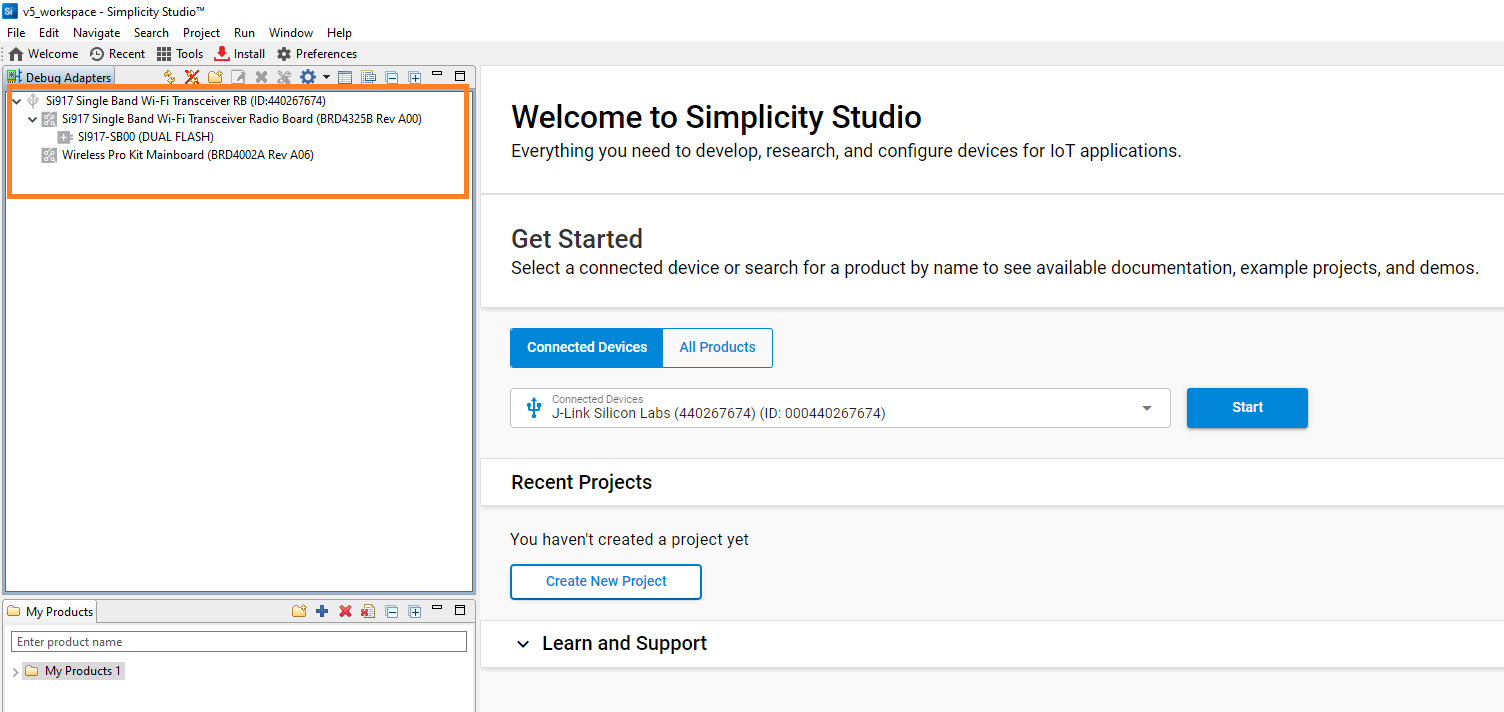 v5_workspace - Simplicity Studio™
File Edit Navigate Search Project Run Window Help
Welcome Recent Tools Install Preferences
Debug Adapters
Si917 Single Band Wi-Fi Transceiver RB (ID:440267674)
Si917 Single Band Wi-Fi Transceiver Radio Board (BRD4325B Rev A00)
SI917-SB00 (DUAL FLASH)
Wireless Pro Kit Mainboard (BRD4002A Rev A06)
My Products
Enter product name
My Products 1
Welcome to Simplicity Studio
Everything you need to develop, research, and configure devices for IoT applications.
Get Started
Select a connected device or search for a product by name to see available documentation, example projects, and demos.
Connected Devices All Products
Connected Devices
J-Link Silicon Labs (440267674) (ID: 000440267674)
Start
Recent Projects
You haven't created a project yet
Create New Project
Learn and Support